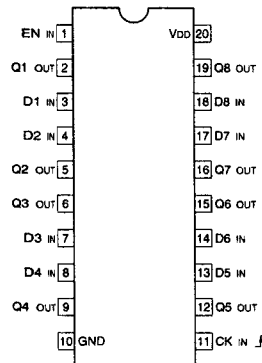 EN IN 1 VDD 20
Q1 OUT 2 19 Q8 OUT
D1 IN 3 18 D8 IN
D2 IN 4 17 D7 IN
Q2 OUT 5 16 Q7 OUT
Q3 OUT 6 15 Q6 OUT
D3 IN 7 14 D6 IN
D4 IN 8 13 D5 IN
Q4 OUT 9 12 Q5 OUT
10 GND 11 CK IN